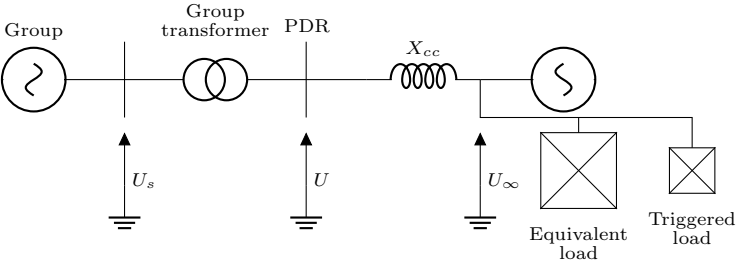 Group
Group
transformer
PDR
X_cc
U_s
U
U_∞
Equivalent
load
Triggered
load